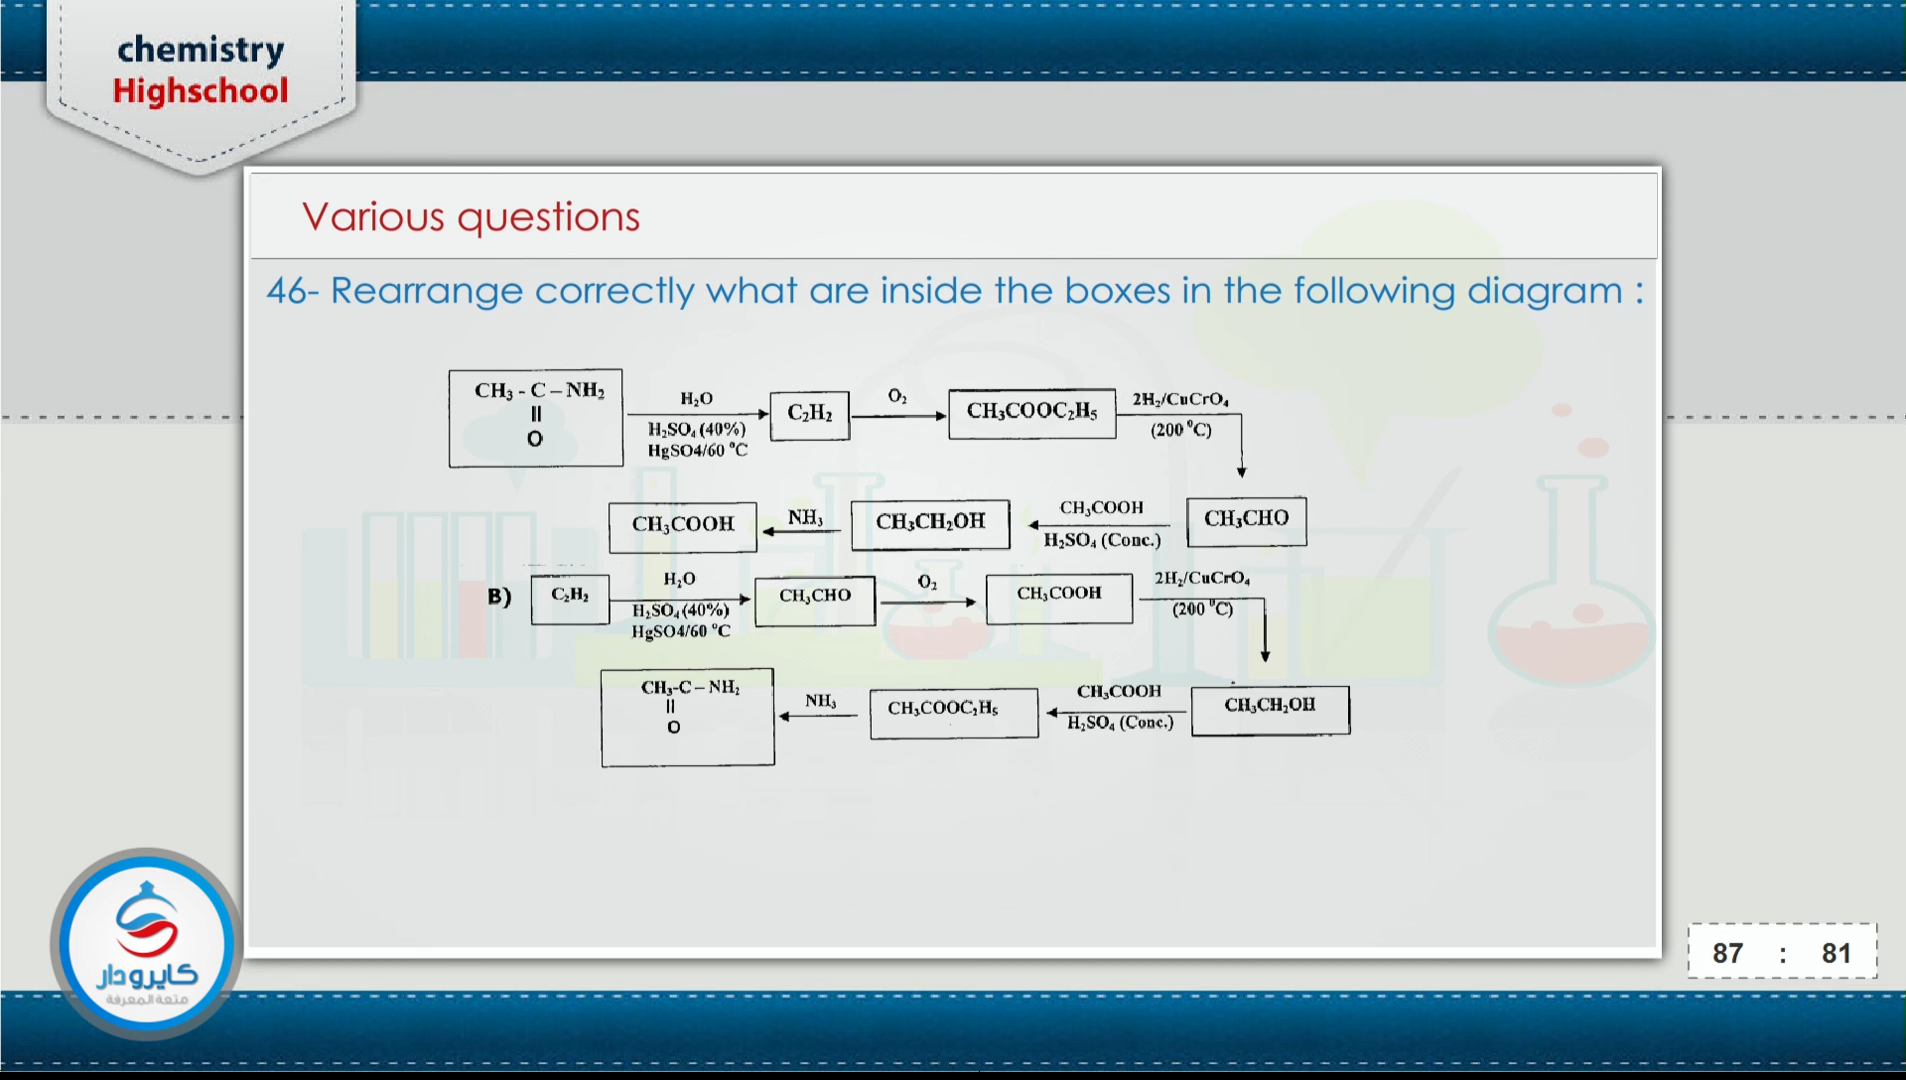 chemistry
Highschool
Various questions
46- Rearrange correctly what are inside the boxes in the following diagram :
CH₃ - C – NH₂
||
O
H₂O
H₂SO₄ (40%)
HgSO4/60 °C
C₂H₂
O₂
CH₃COOC₂H₅
2H₂/CuCrO₄
(200 °C)
CH₃COOH
NH₃
CH₃CH₂OH
CH₃COOH
H₂SO₄ (Conc.)
CH₃CHO
B)
C₂H₂
H₂O
H₂SO₄ (40%)
HgSO4/60 °C
CH₃CHO
O₂
CH₃COOH
2H₂/CuCrO₄
(200 °C)
CH₃-C – NH₂
||
O
NH₃
CH₃COOC₂H₅
CH₃COOH
H₂SO₄ (Conc.)
CH₃CH₂OH
كايرودار
متعة المعرفة
87 : 81